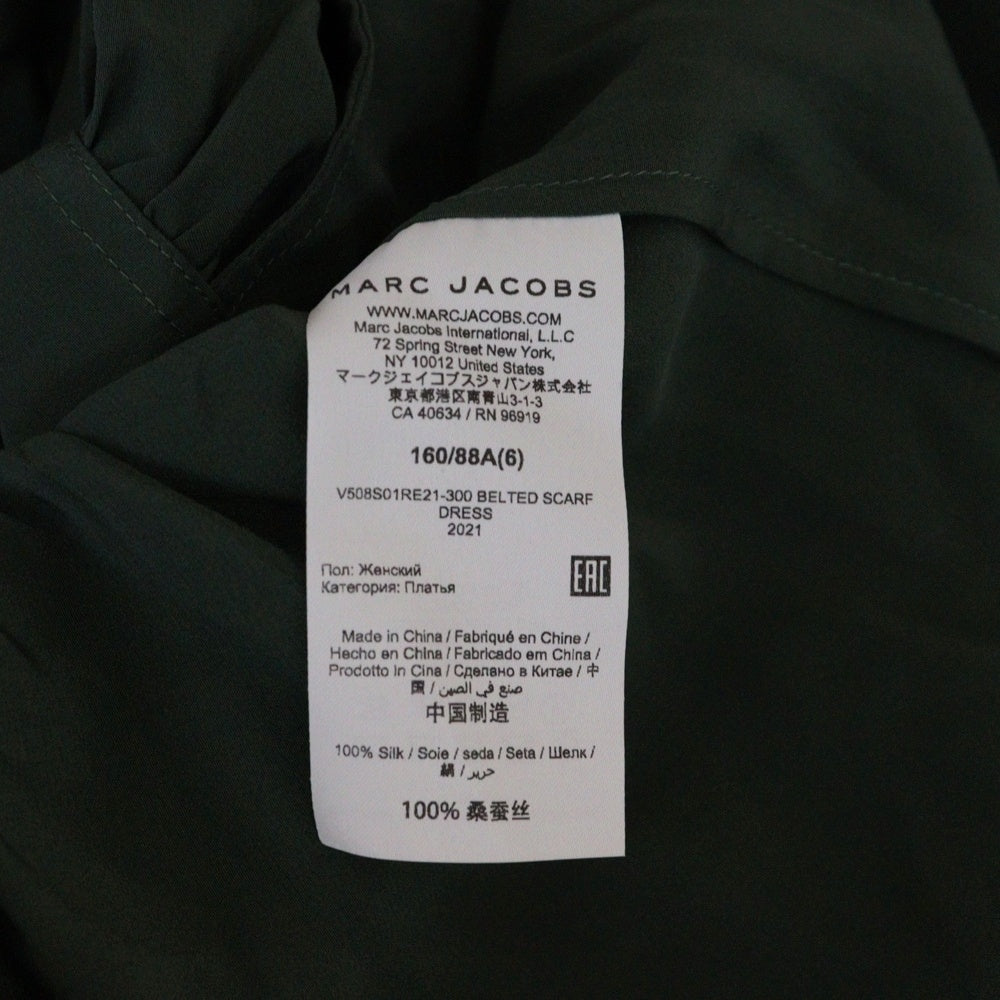 MARC JACOBS
WWW.MARCJACOBS.COM
Marc Jacobs International, L.L.C
72 Spring Street New York,
NY 10012 United States
マークジェイコブスジャパン株式会社
東京都港区南青山3-1-3
CA 40634 / RN 96919
160/88A(6)
V508S01RE21-300 BELTED SCARF
DRESS
2021
Пол: Женский
Категория: Платья
EAC
Made in China / Fabriqué en Chine /
Hecho en China / Fabricado em China /
Prodotto in Cina / Сделано в Китае / 中
国 / صنع في الصين
中国制造
100% Silk / Soie / seda / Seta / Шелк /
絹 / حرير
100% 桑蚕丝